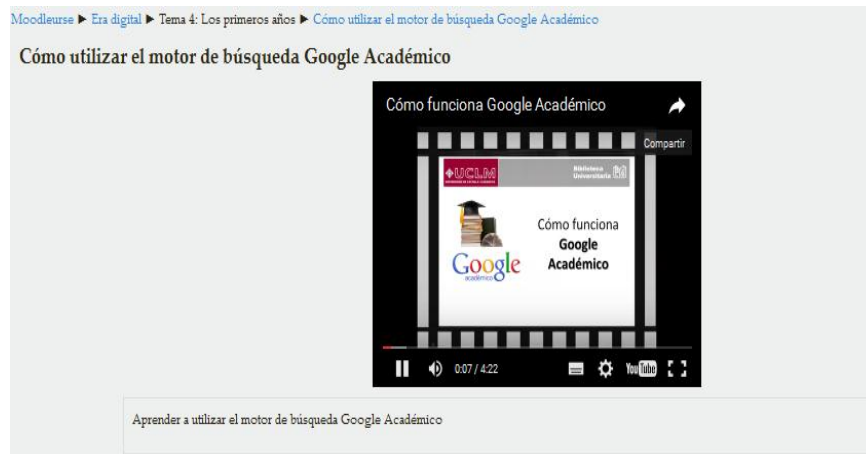 Moodleurse ► Era digital ► Tema 4: Los primeros años ► Cómo utilizar el motor de búsqueda Google Académico
Cómo utilizar el motor de búsqueda Google Académico
Cómo funciona Google Académico
Compartir
UCLM
Biblioteca
Universitaria
Cómo funciona
Google
Académico
Google
académico
0:07 / 4:22
YouTube
Aprender a utilizar el motor de búsqueda Google Académico